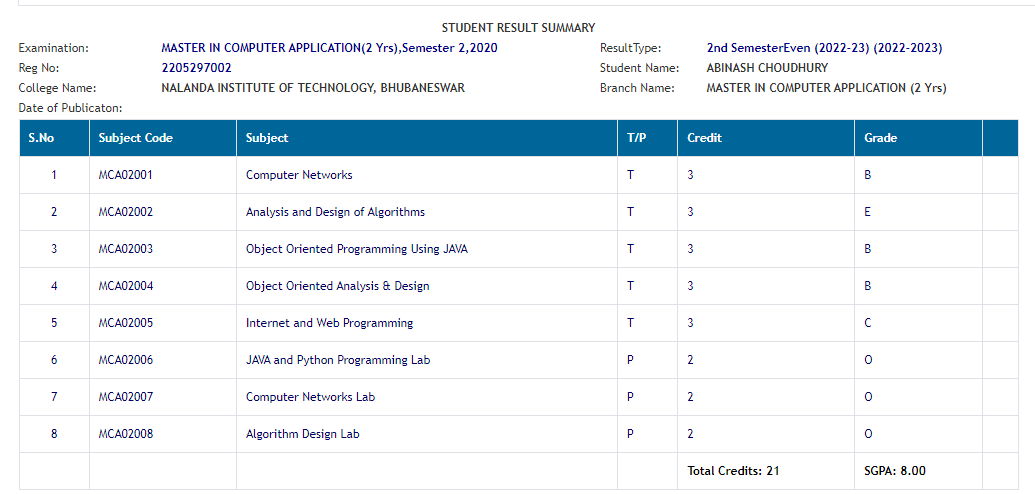 STUDENT RESULT SUMMARY
Examination: MASTER IN COMPUTER APPLICATION(2 Yrs),Semester 2,2020 ResultType: 2nd SemesterEven (2022-23) (2022-2023)
Reg No: 2205297002 Student Name: ABINASH CHOUDHURY
College Name: NALANDA INSTITUTE OF TECHNOLOGY, BHUBANESWAR Branch Name: MASTER IN COMPUTER APPLICATION (2 Yrs)
Date of Publicaton:
S.No Subject Code Subject T/P Credit Grade
1 MCA02001 Computer Networks T 3 B
2 MCA02002 Analysis and Design of Algorithms T 3 E
3 MCA02003 Object Oriented Programming Using JAVA T 3 B
4 MCA02004 Object Oriented Analysis & Design T 3 B
5 MCA02005 Internet and Web Programming T 3 C
6 MCA02006 JAVA and Python Programming Lab P 2 O
7 MCA02007 Computer Networks Lab P 2 O
8 MCA02008 Algorithm Design Lab P 2 O
Total Credits: 21 SGPA: 8.00